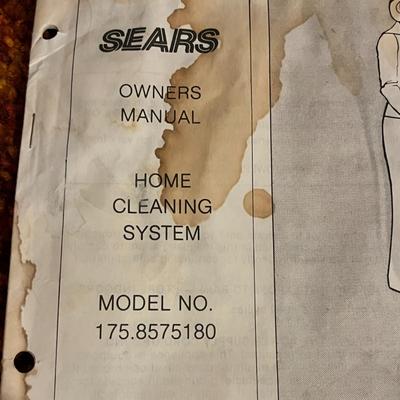 SEARS
OWNERS
MANUAL
HOME
CLEANING
SYSTEM
MODEL NO.
175.8575180